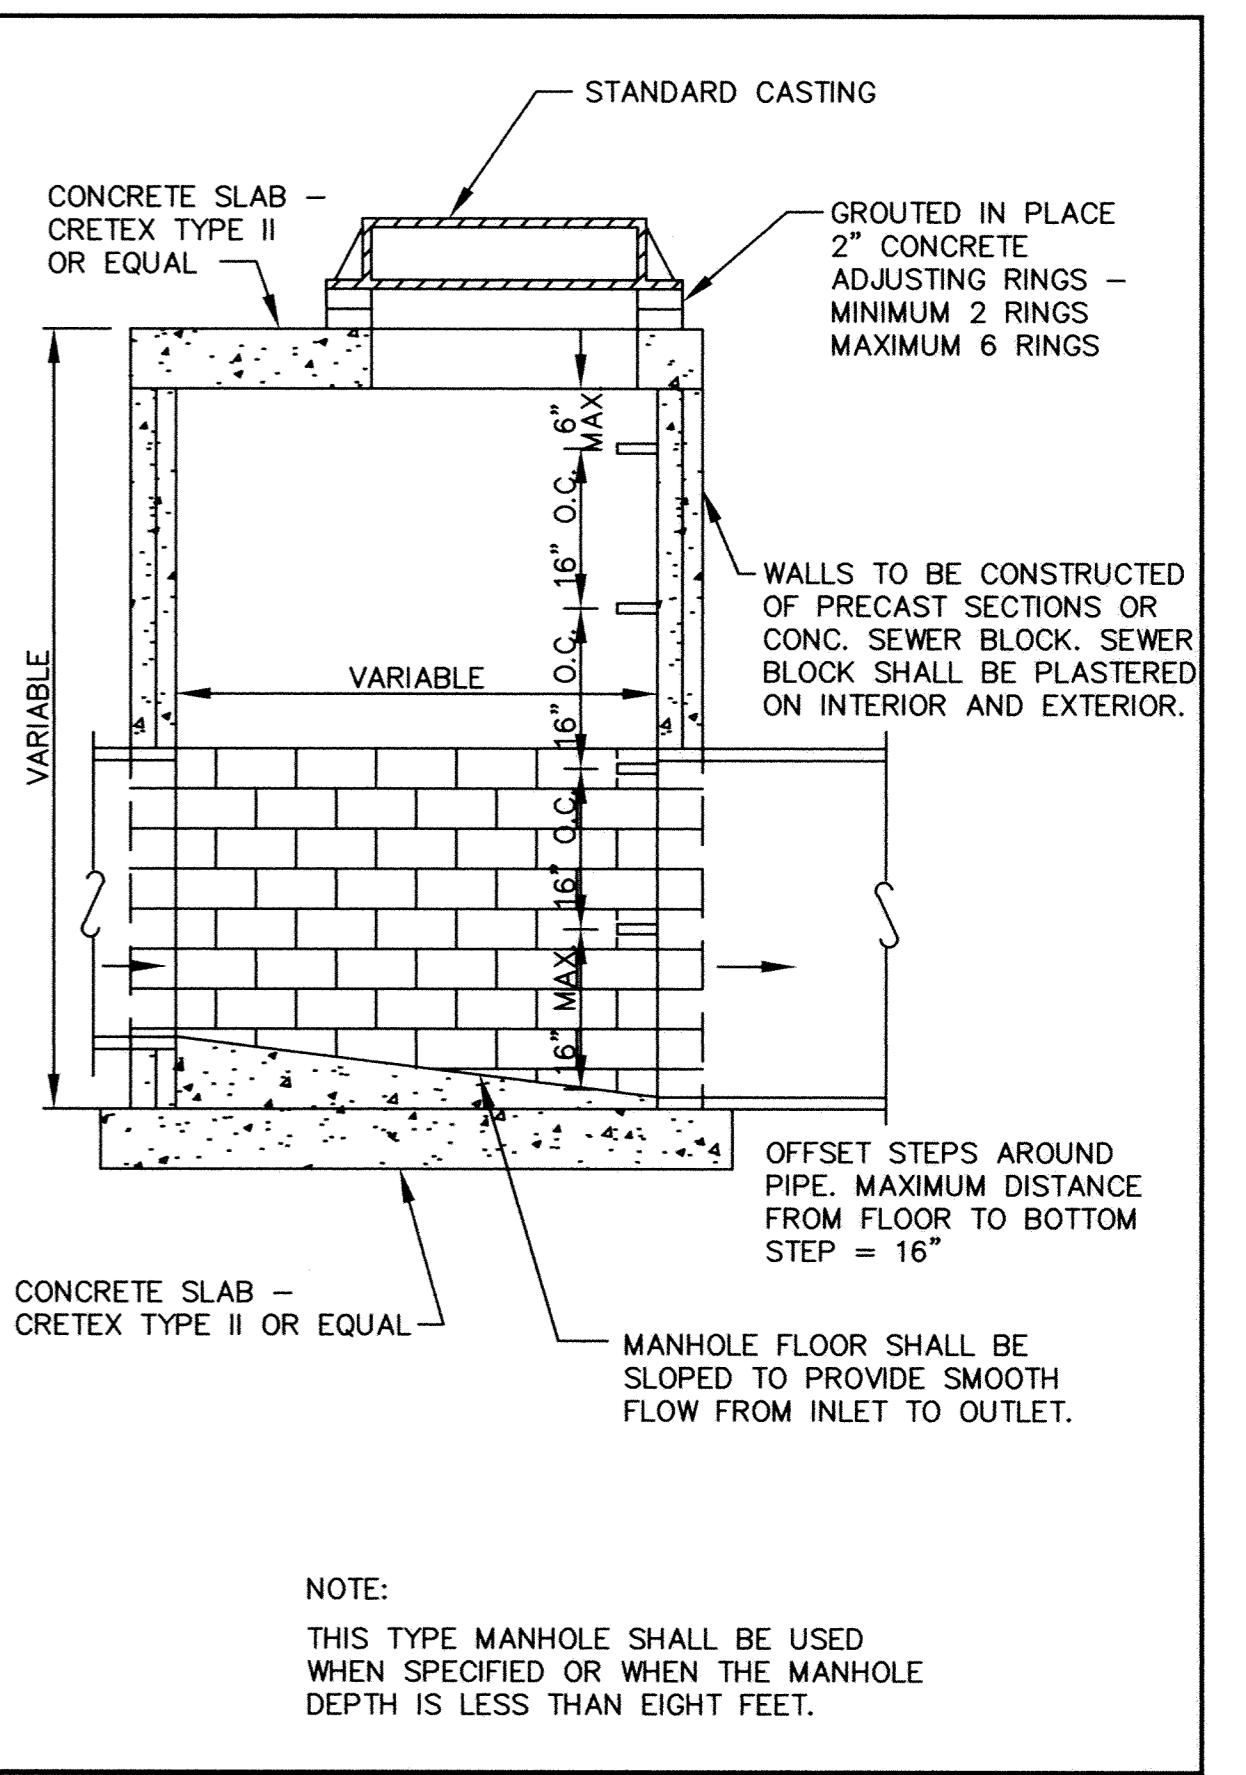 STANDARD CASTING
CONCRETE SLAB –
CRETEX TYPE II
OR EQUAL
GROUTED IN PLACE
2” CONCRETE
ADJUSTING RINGS –
MINIMUM 2 RINGS
MAXIMUM 6 RINGS
6”
MAX.
16” O.C.
16” O.C.
16” O.C.
16” MAX.
WALLS TO BE CONSTRUCTED
OF PRECAST SECTIONS OR
CONC. SEWER BLOCK. SEWER
BLOCK SHALL BE PLASTERED
ON INTERIOR AND EXTERIOR.
VARIABLE
VARIABLE
OFFSET STEPS AROUND
PIPE. MAXIMUM DISTANCE
FROM FLOOR TO BOTTOM
STEP = 16”
CONCRETE SLAB –
CRETEX TYPE II OR EQUAL
MANHOLE FLOOR SHALL BE
SLOPED TO PROVIDE SMOOTH
FLOW FROM INLET TO OUTLET.
NOTE:
THIS TYPE MANHOLE SHALL BE USED
WHEN SPECIFIED OR WHEN THE MANHOLE
DEPTH IS LESS THAN EIGHT FEET.